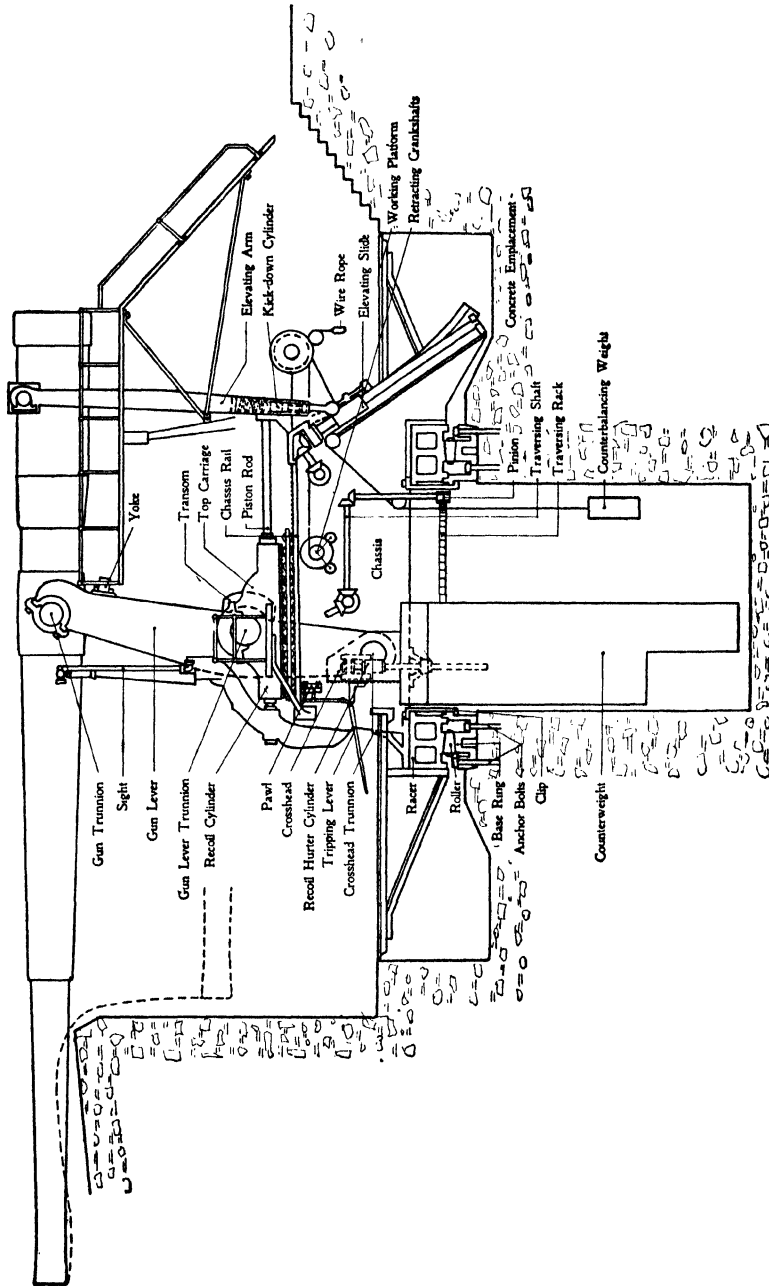 Gun Trunnion
Sight
Gun Lever
Gun Lever Trunnion
Recoil Cylinder
Pawl
Crosshead
Recoil Hurter Cylinder
Tripping Lever
Crosshead Trunnion
Racer
Roller
Base Ring
Anchor Bolts
Clip
Counterweight
Yoke
Transom
Top Carriage
Chassis Rail
Piston Rod
Chassis
Elevating Arm
Kick-down Cylinder
Wire Rope
Elevating Slide
Working Platform
Retracting Crankshafts
Concrete Emplacement
Pinion
Traversing Shaft
Traversing Rack
Counterbalancing Weight